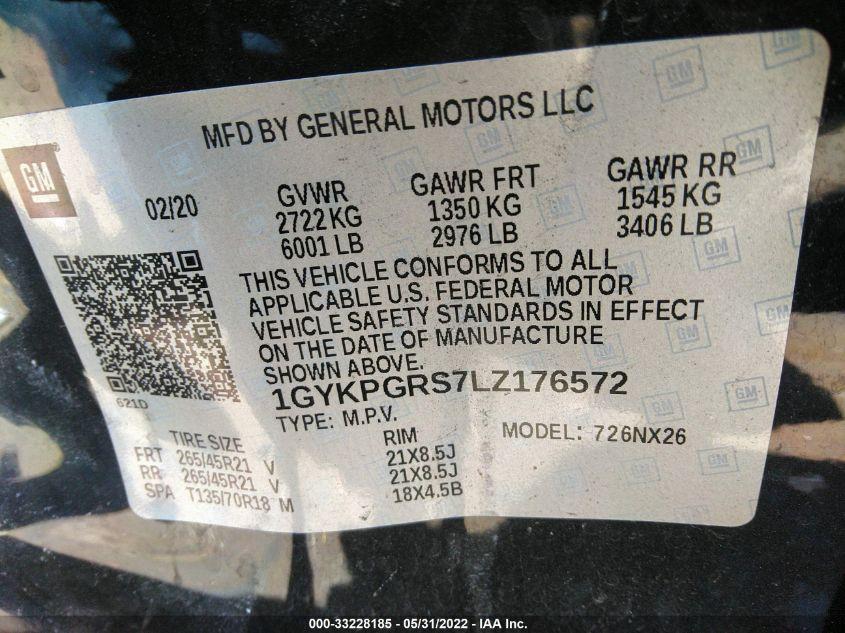 MFD BY GENERAL MOTORS LLC
GM
02/20
GVWR GAWR FRT GAWR RR
2722 KG 1350 KG 1545 KG
6001 LB 2976 LB 3406 LB
THIS VEHICLE CONFORMS TO ALL
APPLICABLE U.S. FEDERAL MOTOR
VEHICLE SAFETY STANDARDS IN EFFECT
ON THE DATE OF MANUFACTURE
SHOWN ABOVE.
621D
1GYKPGRS7LZ176572
TYPE: M.P.V. MODEL: 726NX26
TIRE SIZE RIM
FRT 265/45R21 V 21X8.5J
RR 265/45R21 V 21X8.5J
SPA T135/70R18 M 18X4.5B
000-33228185 - 05/31/2022 - IAA Inc.